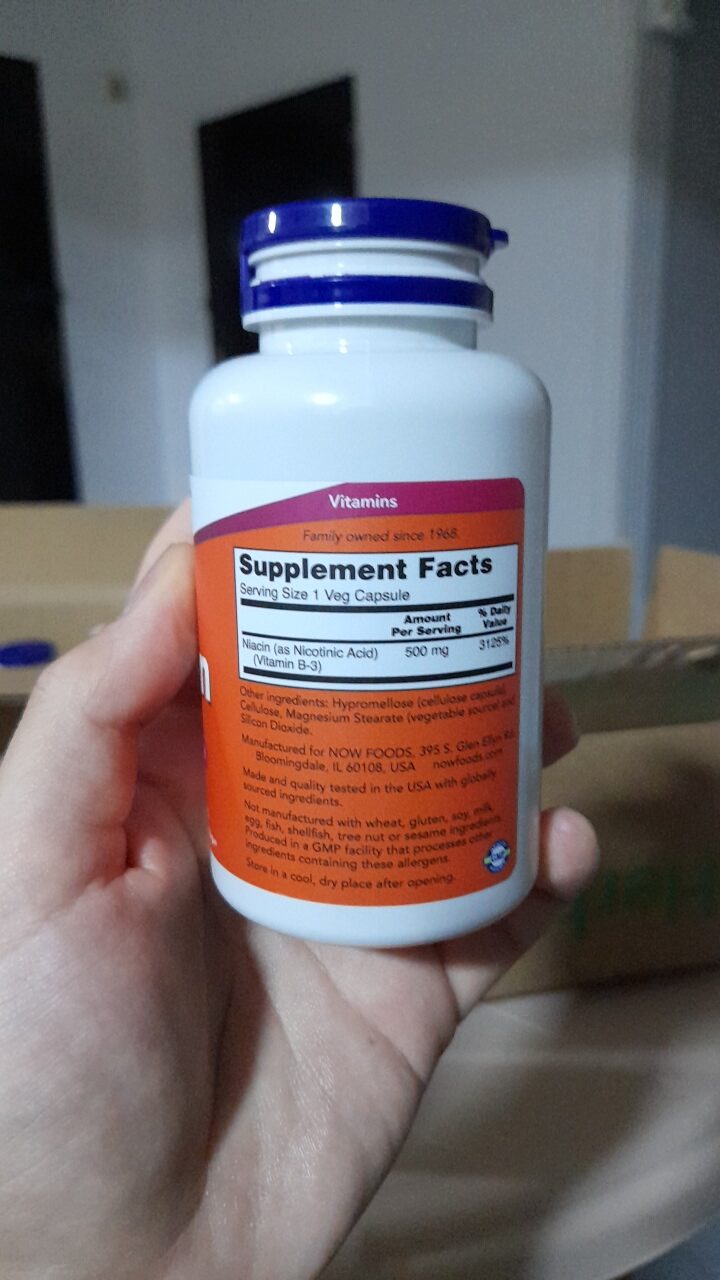 Vitamins
Family owned since 1968.
Supplement Facts
Serving Size 1 Veg Capsule
Amount Per Serving
% Daily Value
Niacin (as Nicotinic Acid) 500 mg 3125%
(Vitamin B-3)
Other ingredients: Hypromellose (cellulose capsule),
Cellulose, Magnesium Stearate (vegetable source) and
Silicon Dioxide.
Manufactured for NOW FOODS, 395 S. Glen Ellyn Rd.
Bloomingdale, IL 60108, USA nowfoods.com
Made and quality tested in the USA with globally
sourced ingredients.
Not manufactured with wheat, gluten, soy, milk,
egg, fish, shellfish, tree nut or sesame ingredients.
Produced in a GMP facility that processes other
ingredients containing these allergens.
Store in a cool, dry place after opening.